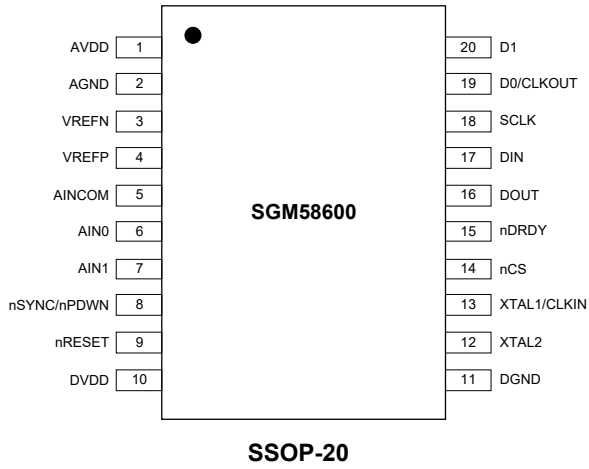 AVDD 1 20 D1
AGND 2 19 D0/CLKOUT
VREFN 3 18 SCLK
VREFP 4 17 DIN
AINCOM 5 16 DOUT
SGM58600
AIN0 6 15 nDRDY
AIN1 7 14 nCS
nSYNC/nPDWN 8 13 XTAL1/CLKIN
nRESET 9 12 XTAL2
DVDD 10 11 DGND
SSOP-20